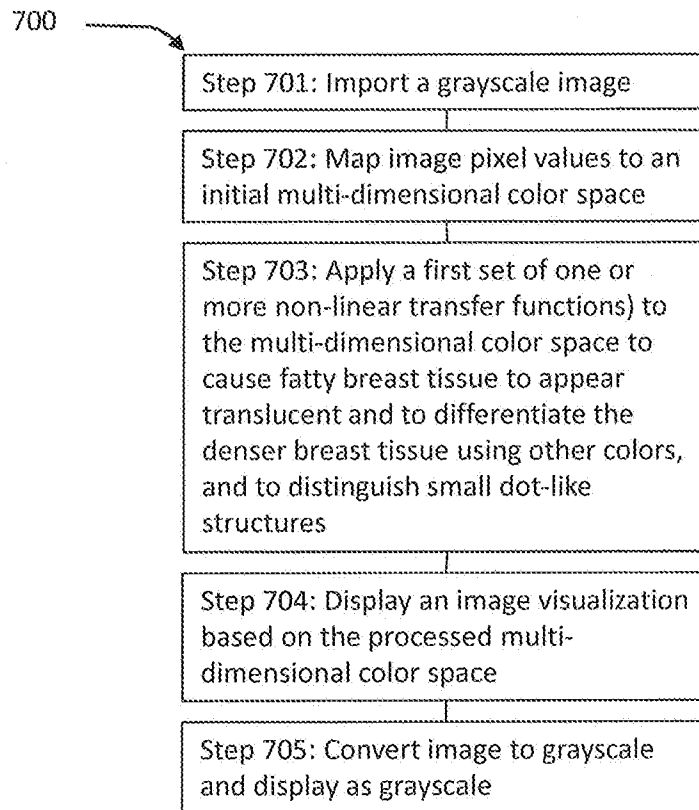 700
Step 701: Import a grayscale image
Step 702: Map image pixel values to an
initial multi-dimensional color space
Step 703: Apply a first set of one or
more non-linear transfer functions) to
the multi-dimensional color space to
cause fatty breast tissue to appear
translucent and to differentiate the
denser breast tissue using other colors,
and to distinguish small dot-like
structures
Step 704: Display an image visualization
based on the processed multi-
dimensional color space
Step 705: Convert image to grayscale
and display as grayscale